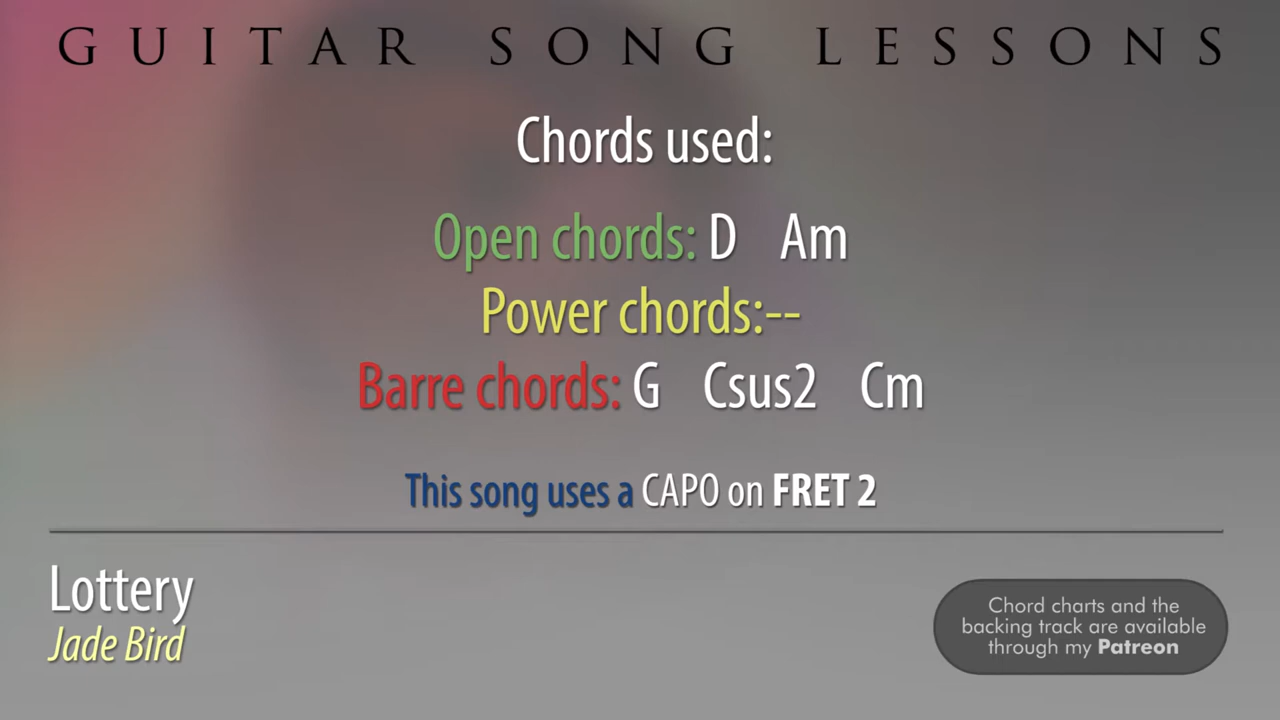 GUITAR SONG LESSONS
Chords used:
Open chords: D Am
Power chords:--
Barre chords: G Csus2 Cm
This song uses a CAPO on FRET 2
Lottery
Jade Bird
Chord charts and the
backing track are available
through my Patreon